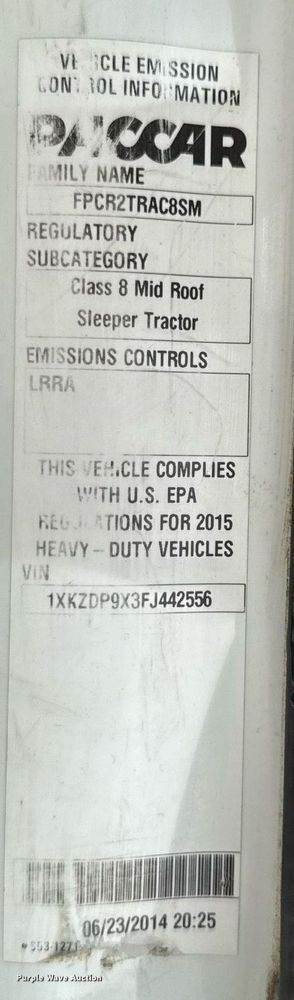 VEHICLE EMISSION
CONTROL INFORMATION
PACCAR
FAMILY NAME
FPCR2TRAC8SM
REGULATORY
SUBCATEGORY
Class 8 Mid Roof
Sleeper Tractor
EMISSIONS CONTROLS
LRRA
THIS VEHICLE COMPLIES
WITH U.S. EPA
REGULATIONS FOR 2015
HEAVY - DUTY VEHICLES
VIN
1XKZDP9X3FJ442556
06/23/2014 20:25
Purple Wave Auction